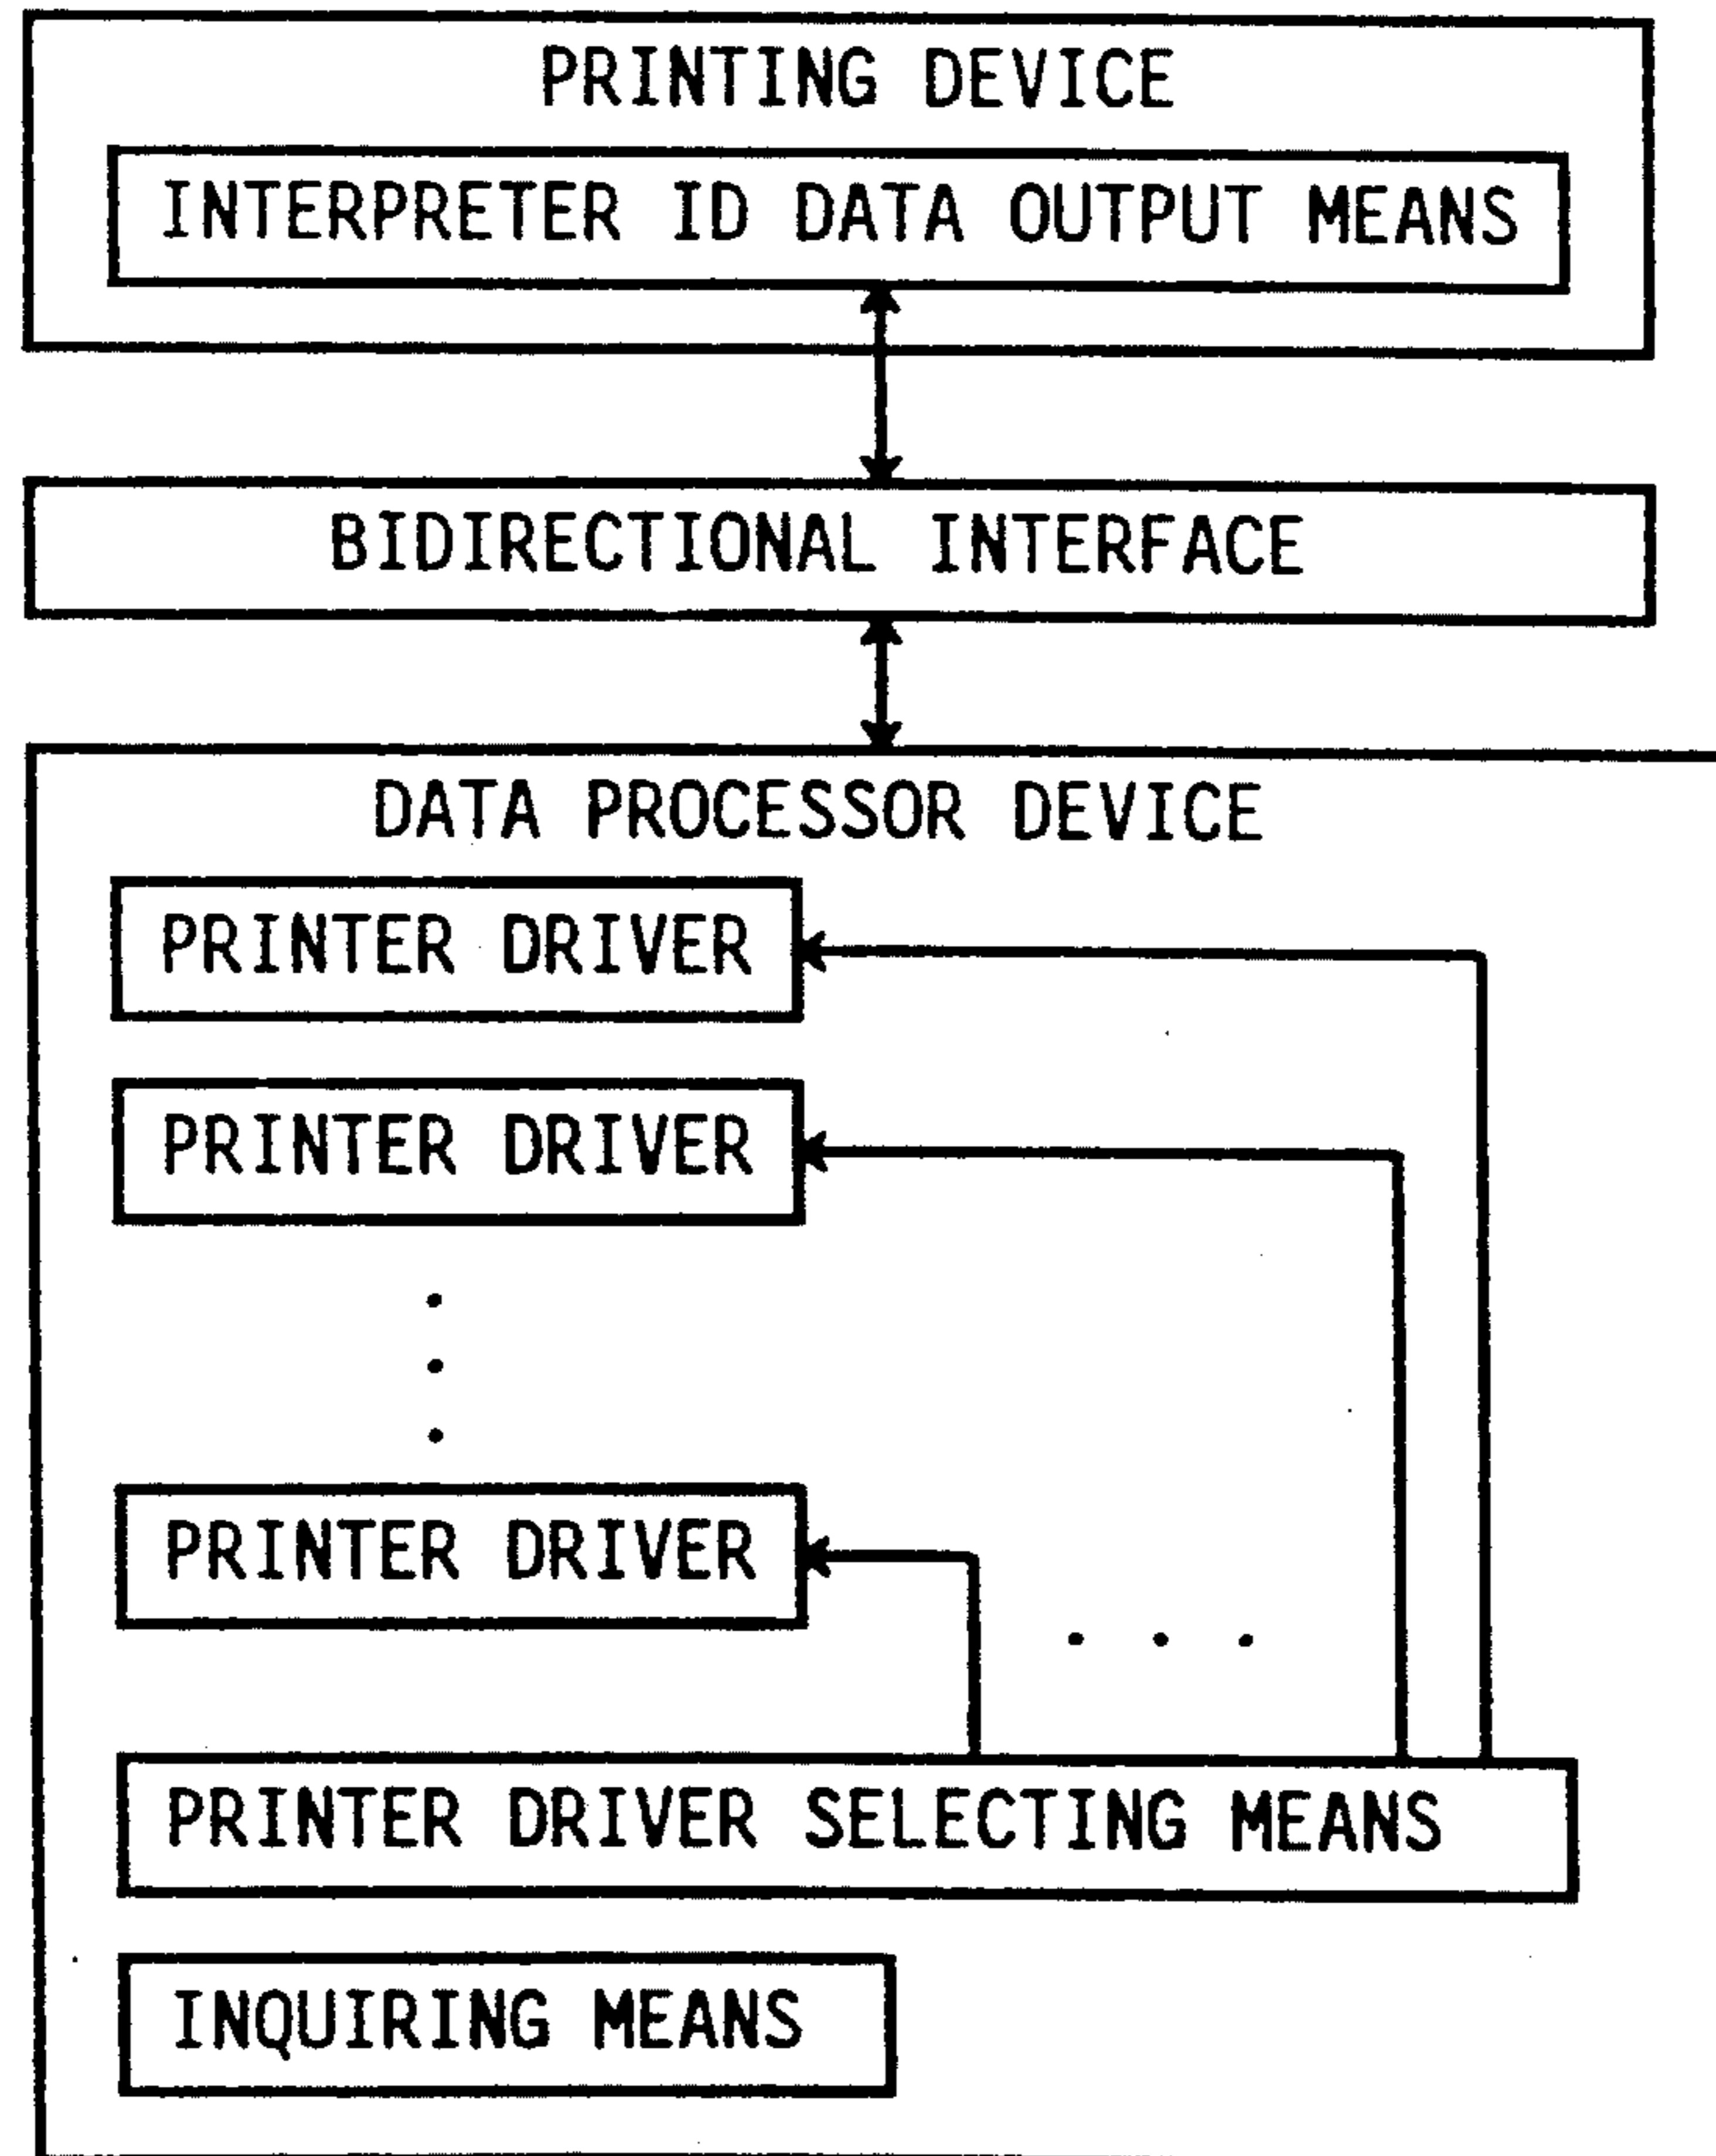 PRINTING DEVICE
INTERPRETER ID DATA OUTPUT MEANS
BIDIRECTIONAL INTERFACE
DATA PROCESSOR DEVICE
PRINTER DRIVER
PRINTER DRIVER
PRINTER DRIVER
PRINTER DRIVER SELECTING MEANS
INQUIRING MEANS